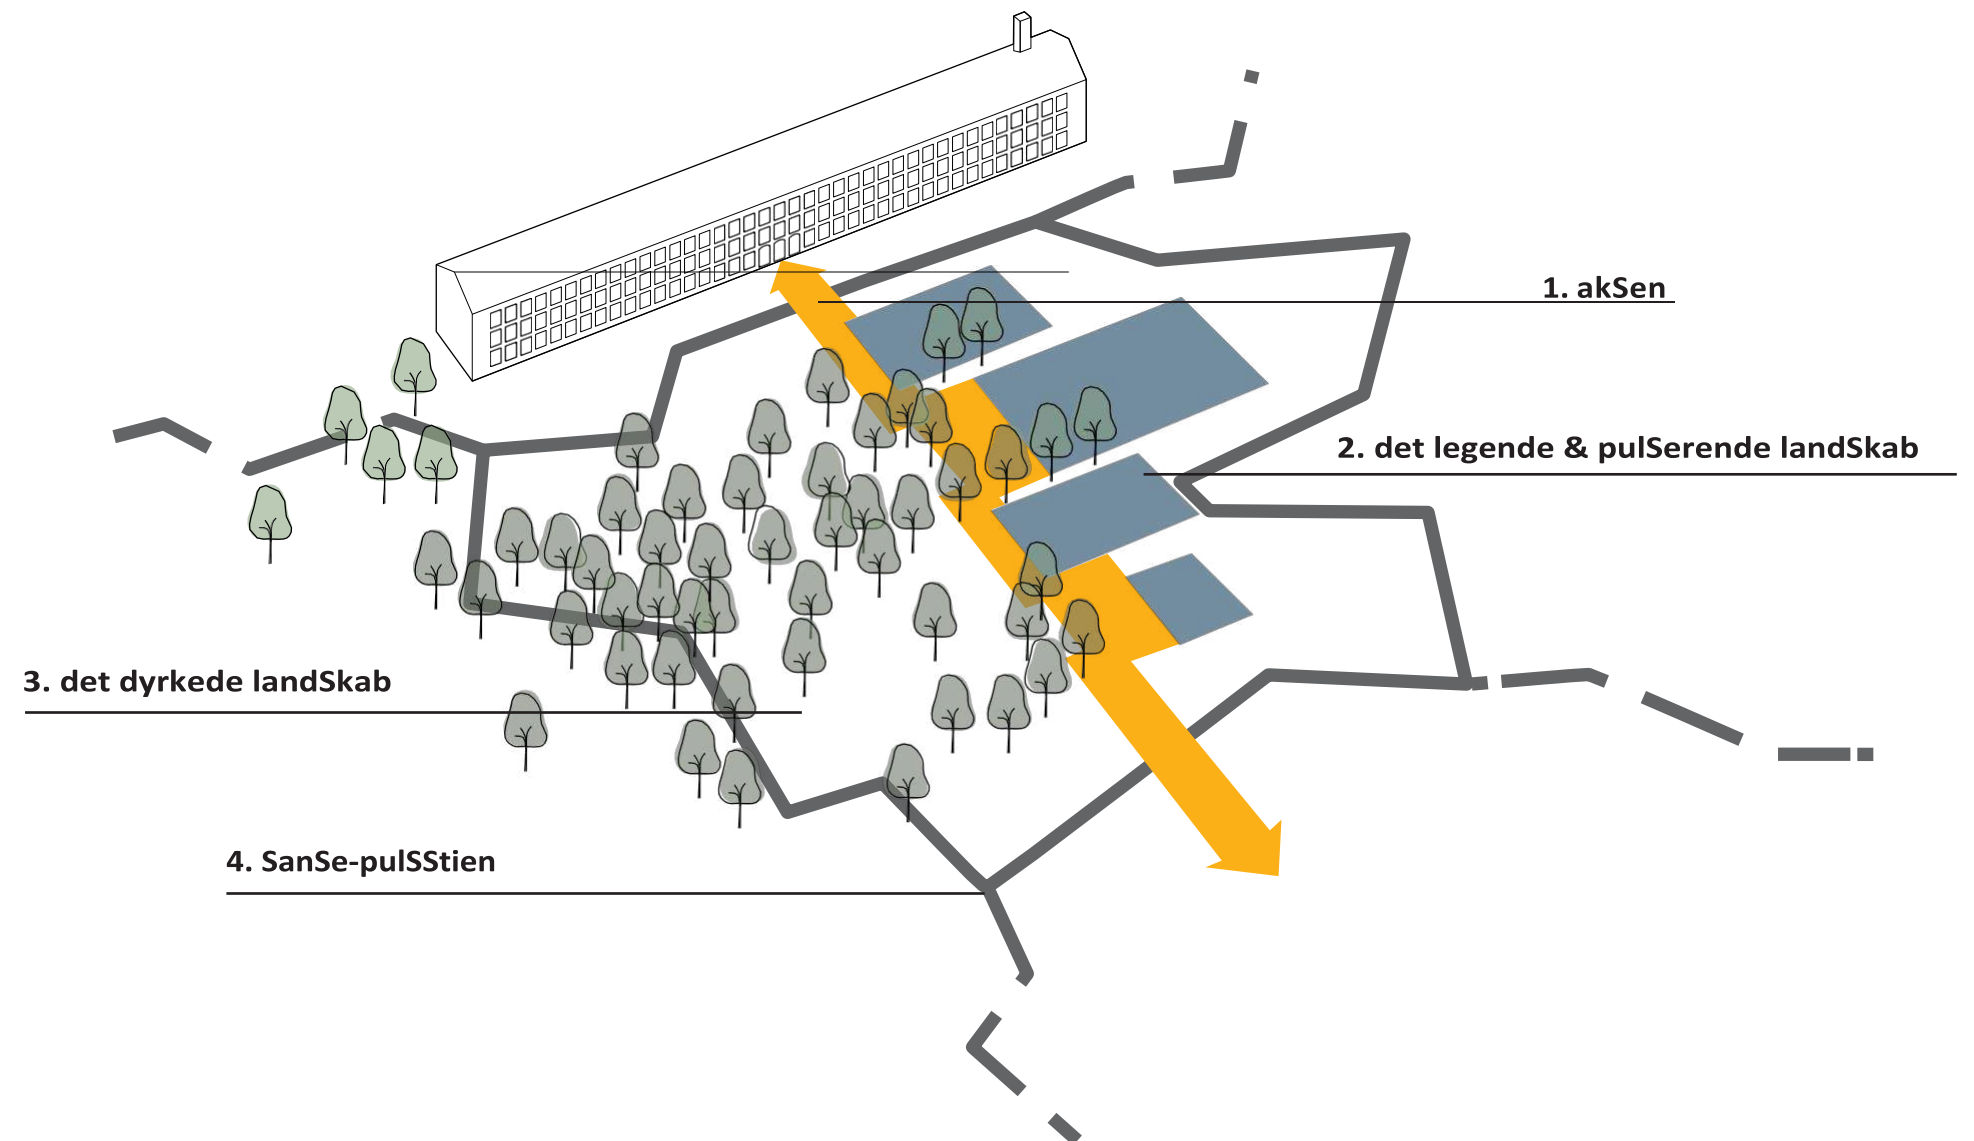 1. akSen
2. det legende & pulSerende landSkab
3. det dyrkede landSkab
4. SanSe-pulSStien